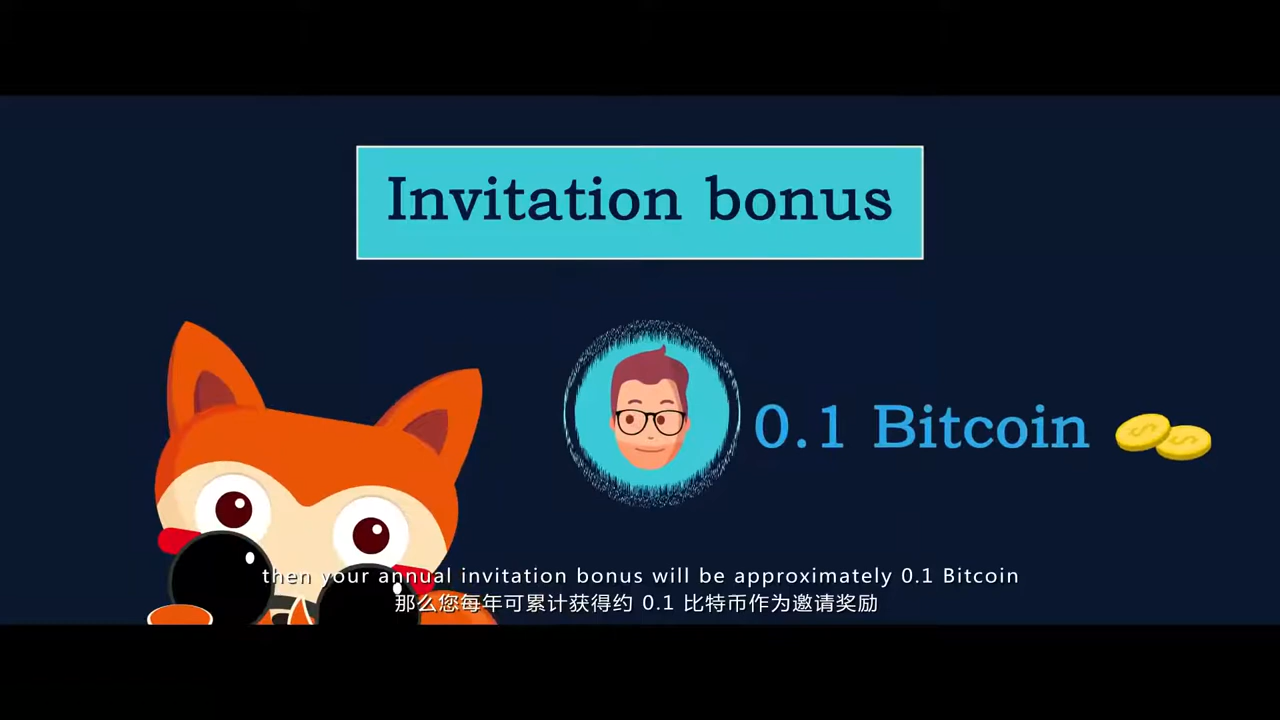 Invitation bonus
0.1 Bitcoin
then your annual invitation bonus will be approximately 0.1 Bitcoin
那么您每年可累计获得约 0.1 比特币作为邀请奖励